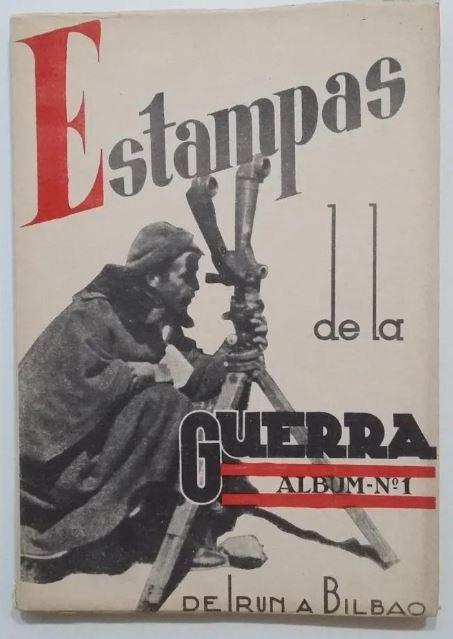 Estampas
de la
GUERRA
ALBUM-Nº1
DE IRUN A BILBAO